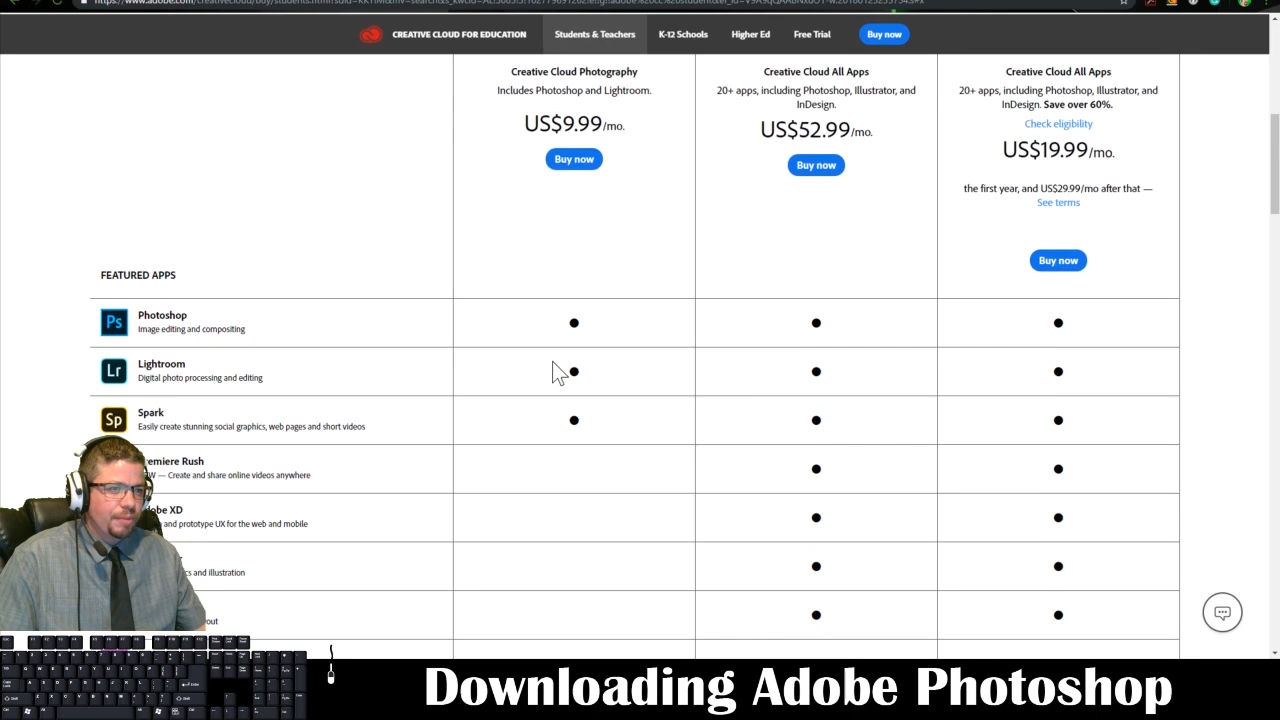 CREATIVE CLOUD FOR EDUCATION
Students & Teachers
K-12 Schools
Higher Ed
Free Trial
Buy now
Creative Cloud Photography
Includes Photoshop and Lightroom.
US$9.99/mo.
Buy now
Creative Cloud All Apps
20+ apps, including Photoshop, Illustrator, and
InDesign.
US$52.99/mo.
Buy now
Creative Cloud All Apps
20+ apps, including Photoshop, Illustrator, and
InDesign. Save over 60%.
Check eligibility
US$19.99/mo.
the first year, and US$29.99/mo after that —
See terms
Buy now
FEATURED APPS
Ps
Photoshop
Image editing and compositing
Lr
Lightroom
Digital photo processing and editing
Sp
Spark
Easily create stunning social graphics, web pages and short videos
emiere Rush
W — Create and share online videos anywhere
obe XD
and prototype UX for the web and mobile
cs and illustration
out
Downloading Adobe Photoshop